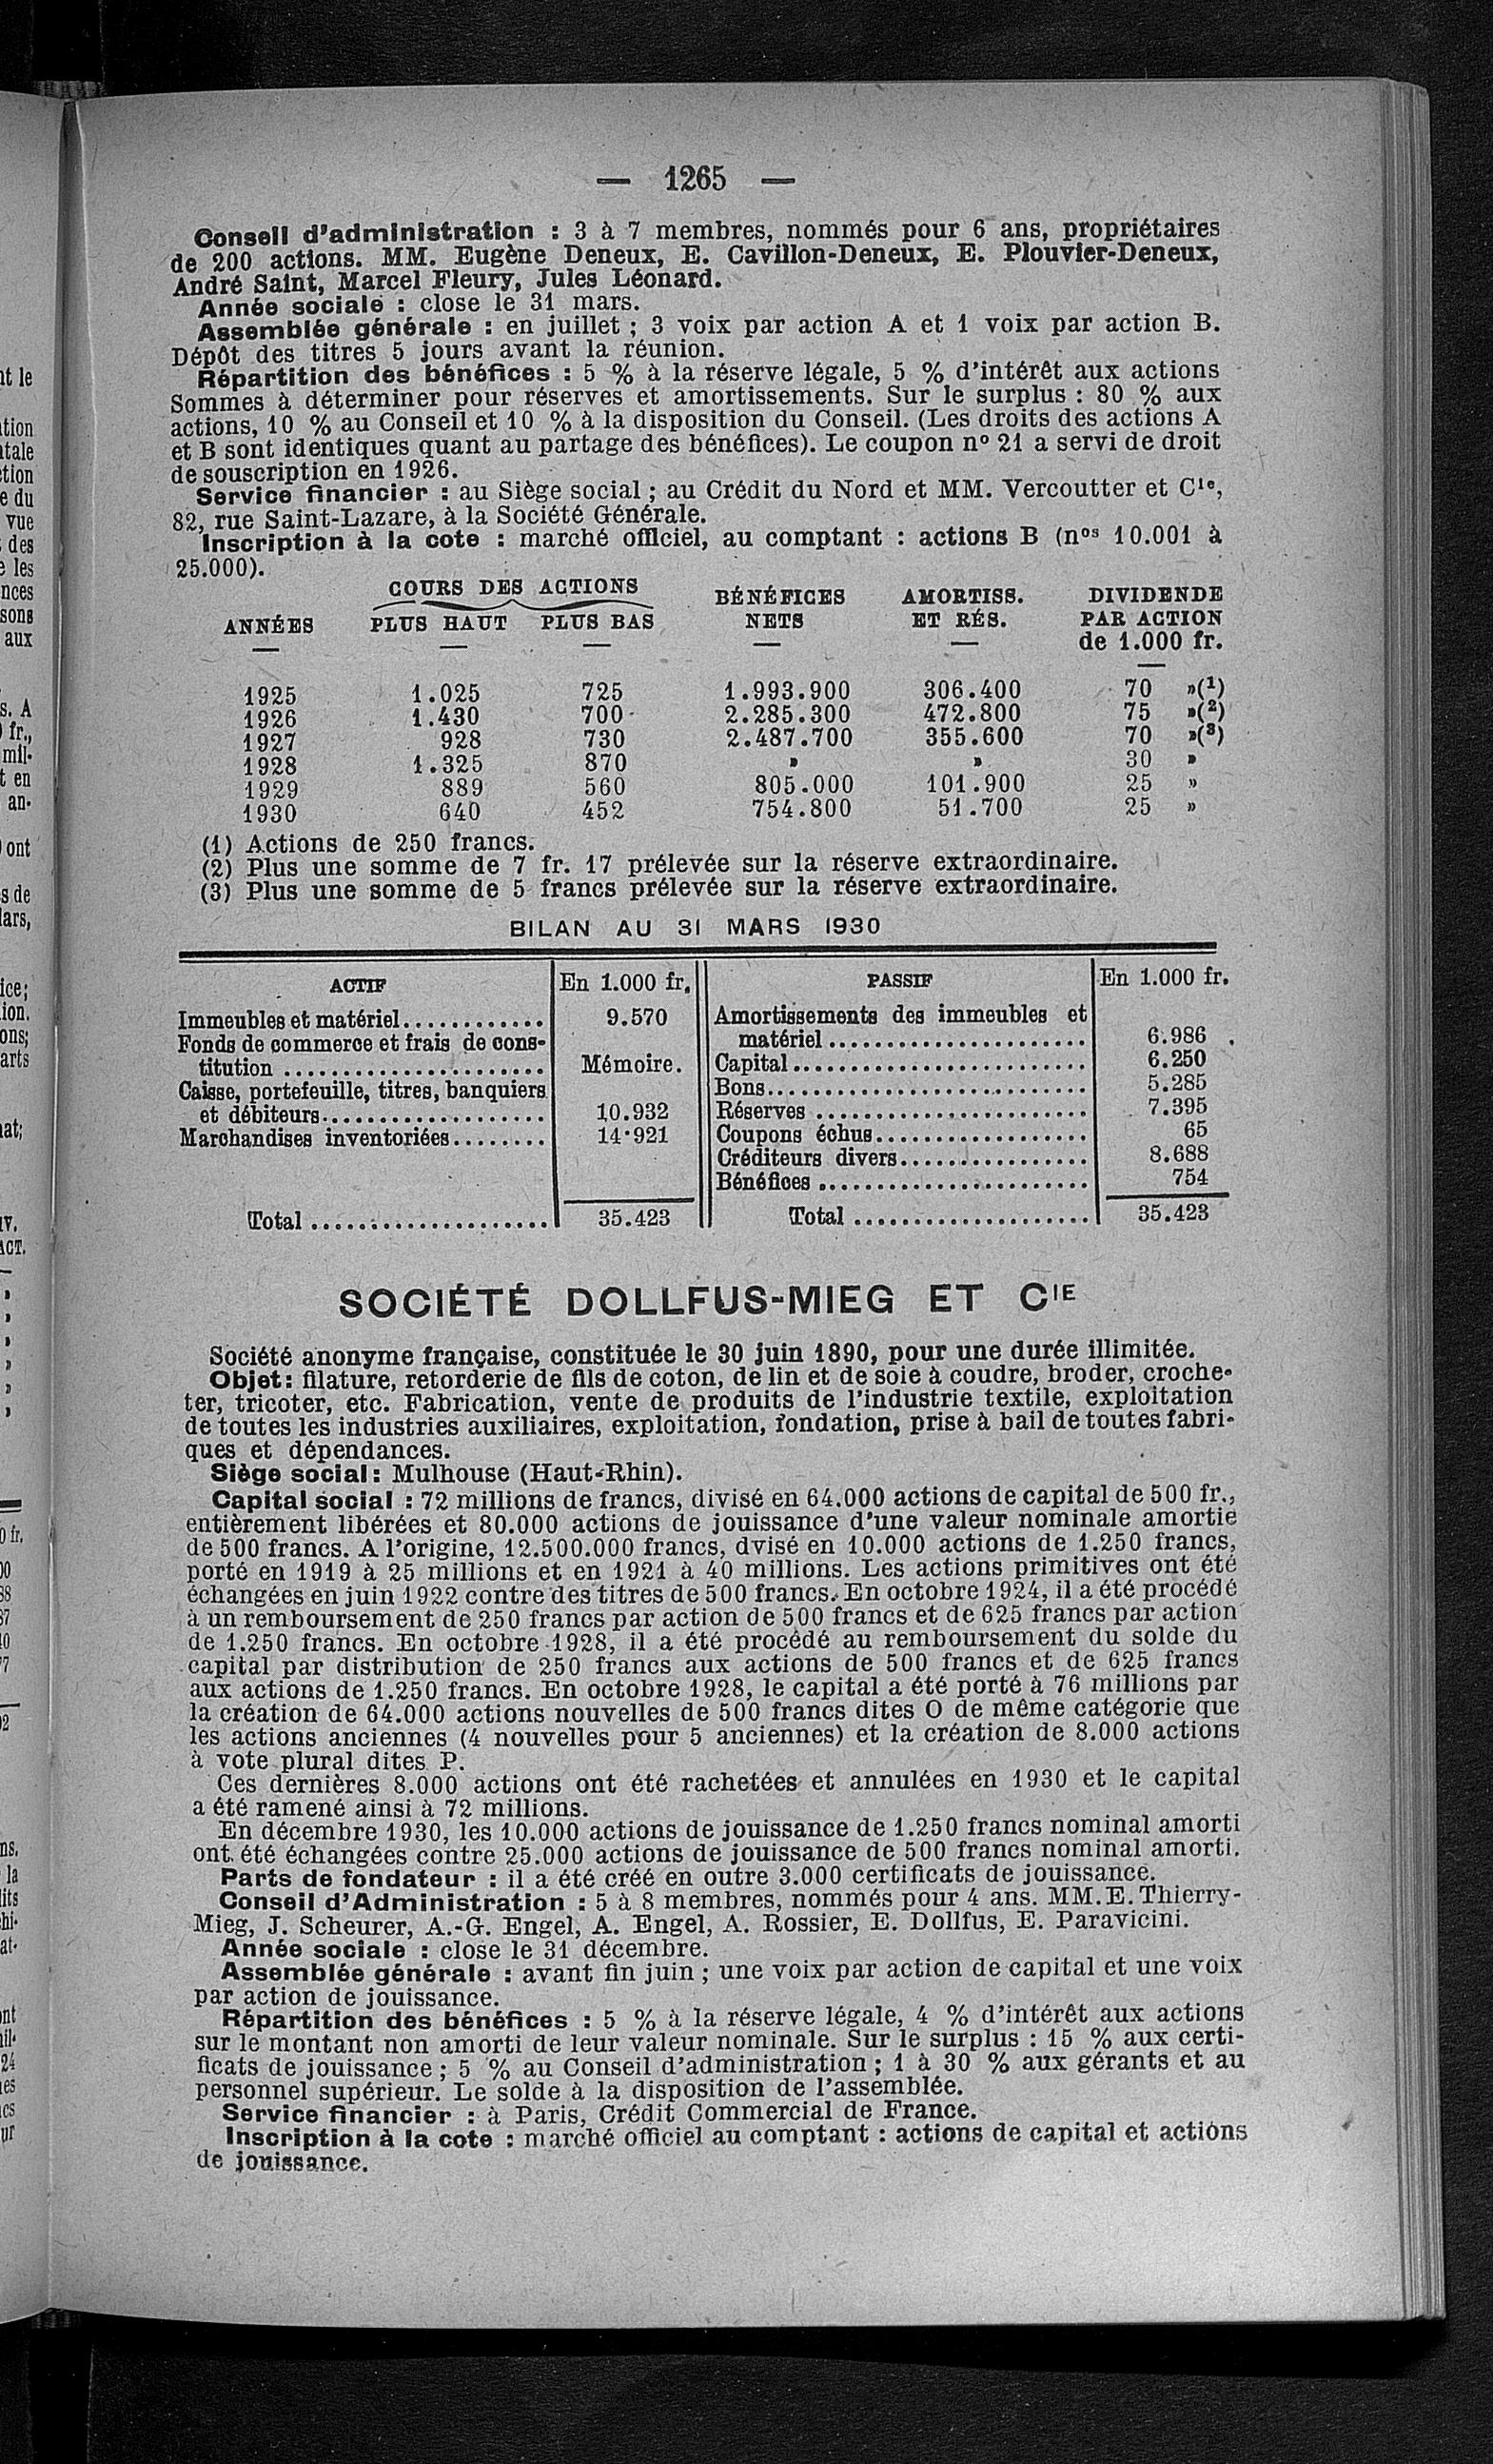 — 1265 —
Conseil d'administration : 3 à 7 membres, nommés pour 6 ans, propriétaires
de 200 actions. MM. Eugène Deneux, E. Cavillon-Deneux, E. Plouvier-Deneux,
André Saint, Marcel Fleury, Jules Léonard.
Année sociale : close le 31 mars.
Assemblée générale : en juillet ; 3 voix par action A et 1 voix par action B.
Dépôt des titres 5 jours avant la réunion.
Répartition des bénéfices : 5 % à la réserve légale, 5 % d'intérêt aux actions
Sommes à déterminer pour réserves et amortissements. Sur le surplus : 80 % aux
actions, 10 % au Conseil et 10 % à la disposition du Conseil. (Les droits des actions A
et B sont identiques quant au partage des bénéfices). Le coupon n° 21 a servi de droit
de souscription en 1926.
Service financier : au Siège social ; au Crédit du Nord et MM. Vercoutter et Cie,
82, rue Saint-Lazare, à la Société Générale.
Inscription à la cote : marché officiel, au comptant : actions B (nos 10.001 à
25.000).
COURS DES ACTIONS BÉNÉFICES AMORTISS. DIVIDENDE
ANNÉES PLUS HAUT PLUS BAS NETS ET RÉS. PAR ACTION
de 1.000 fr.
1925 1.025 725 1.993.900 306.400 70 »(1)
1926 1.430 700 2.285.300 472.800 75 »(2)
1927 928 730 2.487.700 355.600 70 »(3)
1928 1.325 870 » » 30 »
1929 889 560 805.000 101.900 25 »
1930 640 452 754.800 51.700 25 »
(1) Actions de 250 francs.
(2) Plus une somme de 7 fr. 17 prélevée sur la réserve extraordinaire.
(3) Plus une somme de 5 francs prélevée sur la réserve extraordinaire.
BILAN AU 31 MARS 1930
ACTIF En 1.000 fr.
Immeubles et matériel............ 9.570
Fonds de commerce et frais de cons-
titution ...................... Mémoire.
Caisse, portefeuille, titres, banquiers
et débiteurs................... 10.932
Marchandises inventoriées........ 14.921
Total ..................... 35.423
PASSIF En 1.000 fr.
Amortissements des immeubles et
matériel ...................... 6.986
Capital......................... 6.250
Bons............................ 5.285
Réserves ....................... 7.395
Coupons échus.................. 65
Créditeurs divers................ 8.688
Bénéfices ....................... 754
Total ..................... 35.423
SOCIÉTÉ DOLLFUS-MIEG ET CIE
Société anonyme française, constituée le 30 juin 1890, pour une durée illimitée.
Objet : filature, retorderie de fils de coton, de lin et de soie à coudre, broder, croche-
ter, tricoter, etc. Fabrication, vente de produits de l'industrie textile, exploitation
de toutes les industries auxiliaires, exploitation, fondation, prise à bail de toutes fabri-
ques et dépendances.
Siège social : Mulhouse (Haut-Rhin).
Capital social : 72 millions de francs, divisé en 64.000 actions de capital de 500 fr.,
entièrement libérées et 80.000 actions de jouissance d'une valeur nominale amortie
de 500 francs. A l'origine, 12.500.000 francs, dvisé en 10.000 actions de 1.250 francs,
porté en 1919 à 25 millions et en 1921 à 40 millions. Les actions primitives ont été
échangées en juin 1922 contre des titres de 500 francs. En octobre 1924, il a été procédé
à un remboursement de 250 francs par action de 500 francs et de 625 francs par action
de 1.250 francs. En octobre 1928, il a été procédé au remboursement du solde du
capital par distribution de 250 francs aux actions de 500 francs et de 625 francs
aux actions de 1.250 francs. En octobre 1928, le capital a été porté à 76 millions par
la création de 64.000 actions nouvelles de 500 francs dites O de même catégorie que
les actions anciennes (4 nouvelles pour 5 anciennes) et la création de 8.000 actions
à vote plural dites P.
Ces dernières 8.000 actions ont été rachetées et annulées en 1930 et le capital
a été ramené ainsi à 72 millions.
En décembre 1930, les 10.000 actions de jouissance de 1.250 francs nominal amorti
ont été échangées contre 25.000 actions de jouissance de 500 francs nominal amorti.
Parts de fondateur : il a été créé en outre 3.000 certificats de jouissance.
Conseil d'Administration : 5 à 8 membres, nommés pour 4 ans. MM. E. Thierry-
Mieg, J. Scheurer, A.-G. Engel, A. Engel, A. Rossier, E. Dollfus, E. Paravicini.
Année sociale : close le 31 décembre.
Assemblée générale : avant fin juin ; une voix par action de capital et une voix
par action de jouissance.
Répartition des bénéfices : 5 % à la réserve légale, 4 % d'intérêt aux actions
sur le montant non amorti de leur valeur nominale. Sur le surplus : 15 % aux certi-
ficats de jouissance ; 5 % au Conseil d'administration ; 1 à 30 % aux gérants et au
personnel supérieur. Le solde à la disposition de l'assemblée.
Service financier : à Paris, Crédit Commercial de France.
Inscription à la cote : marché officiel au comptant : actions de capital et actions
de jouissance.